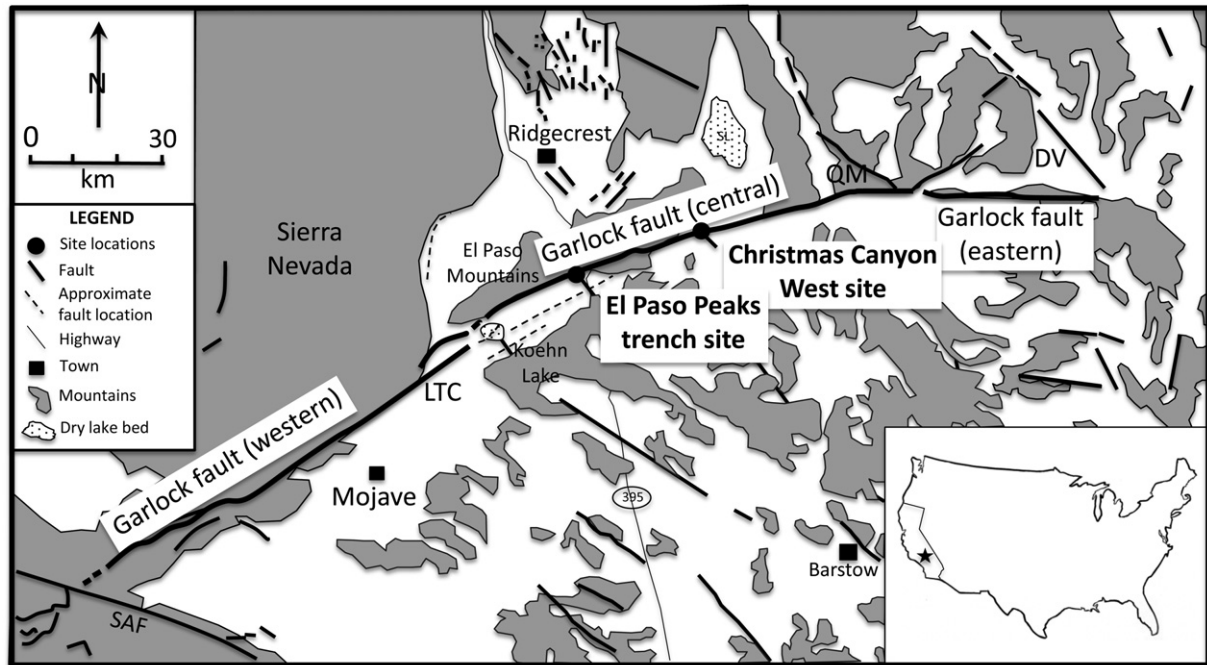 N
0
30
km
LEGEND
Site locations
Fault
Approximate
fault location
Highway
Town
Mountains
Dry lake bed
Sierra
Nevada
Ridgecrest
SL
QM
DV
Garlock fault (central)
Garlock fault
(eastern)
El Paso
Mountains
Christmas Canyon
West site
El Paso Peaks
trench site
Koehn
Lake
LTC
Garlock fault (western)
Mojave
395
Barstow
SAF